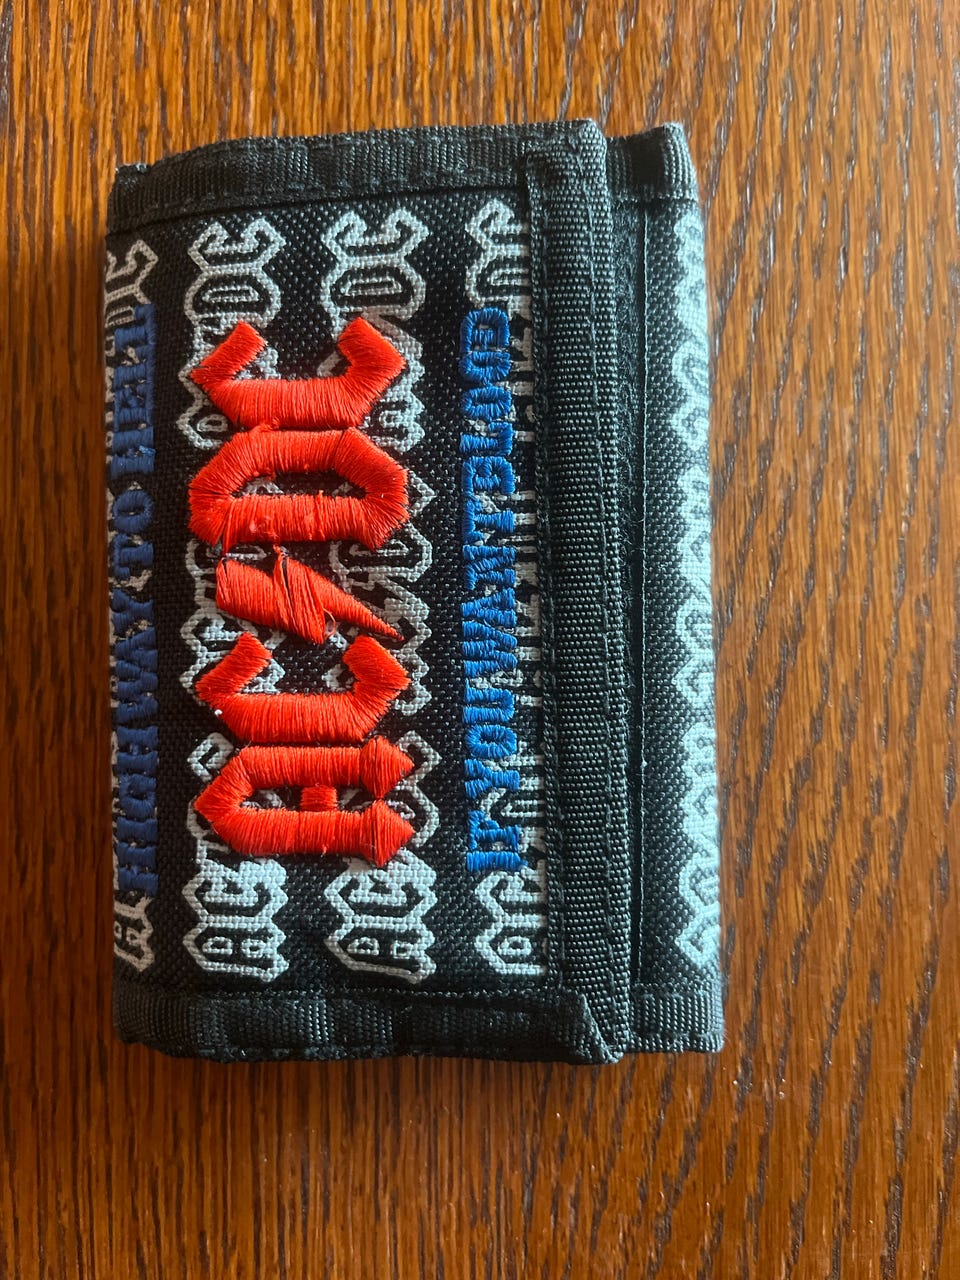 HIGHWAY TO HELL
AC/DC
IF YOU WANT BLOOD